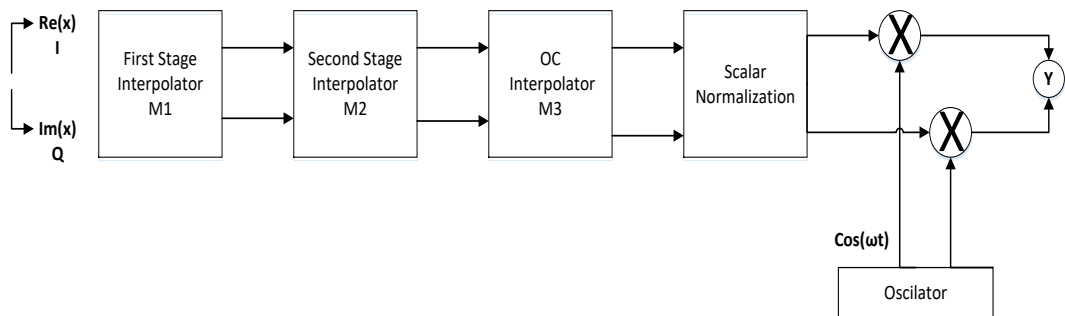 Re(x)
I
Im(x)
Q
First Stage
Interpolator
M1
Second Stage
Interpolator
M2
OC
Interpolator
M3
Scalar
Normalization
X
X
Y
Cos(ωt)
Oscilator